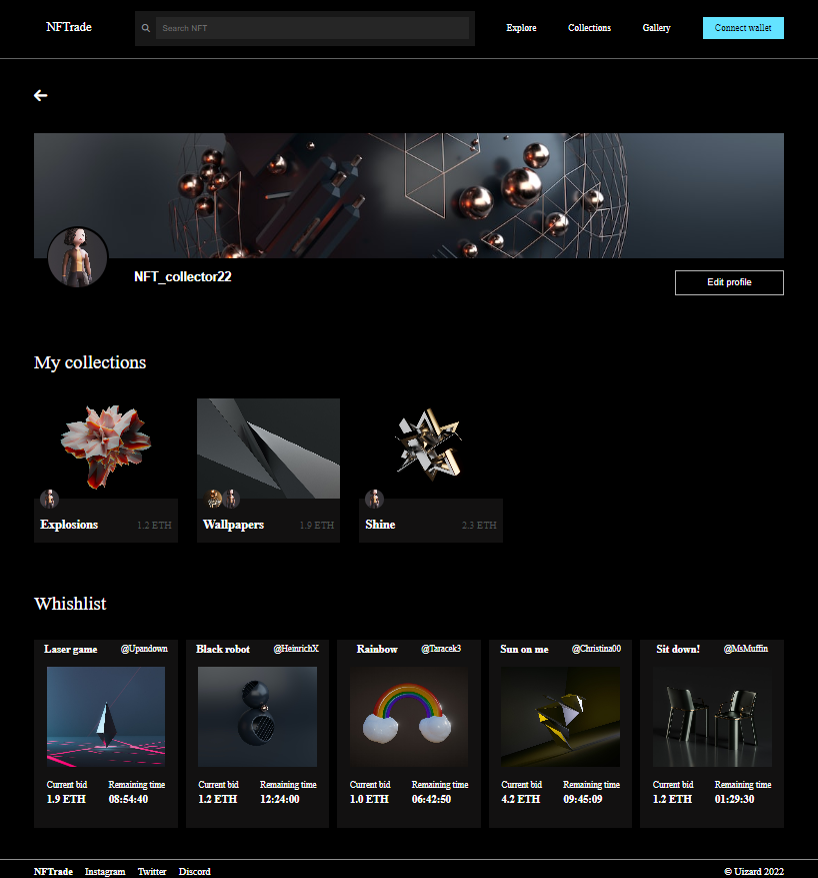 NFTrade Search NFT Explore Collections Gallery Connect wallet
NFT_collector22
Edit profile
My collections
Explosions 1.2 ETH Wallpapers 1.9 ETH Shine 2.3 ETH
Whishlist
Laser game @Upandown Black robot @HeinrichX Rainbow @Taracek3 Sun on me @Christina00 Sit down! @MsMuffin
Current bid Remaining time Current bid Remaining time Current bid Remaining time Current bid Remaining time Current bid Remaining time
1.9 ETH 08:54:40 1.2 ETH 12:24:00 1.0 ETH 06:42:50 4.2 ETH 09:45:09 1.2 ETH 01:29:30
NFTrade Instagram Twitter Discord © Uizard 2022